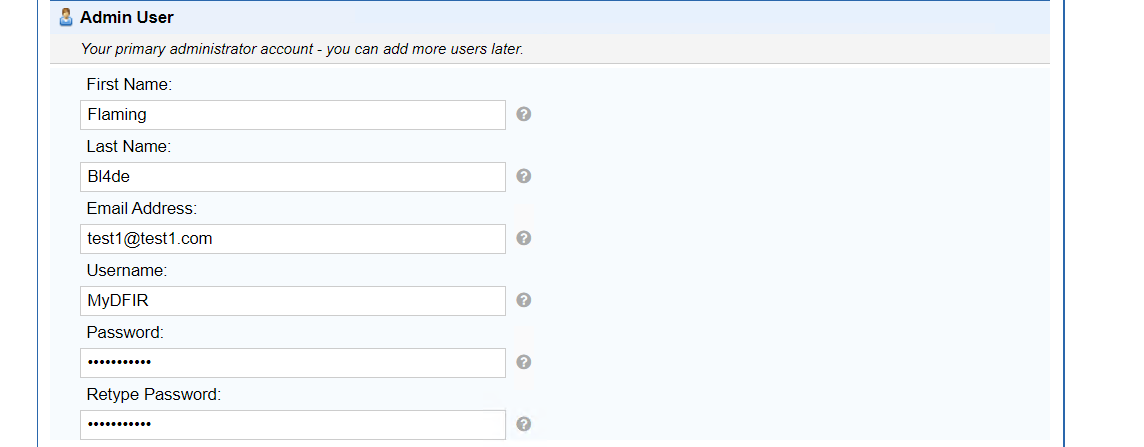 Admin User
Your primary administrator account - you can add more users later.
First Name:
Flaming
Last Name:
Bl4de
Email Address:
test1@test1.com
Username:
MyDFIR
Password:
•••••••••••
Retype Password:
•••••••••••